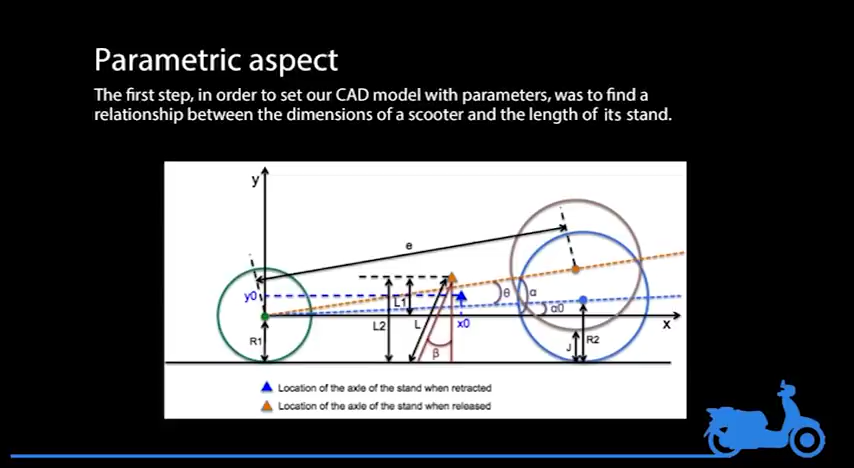 Parametric aspect
The first step, in order to set our CAD model with parameters, was to find a
relationship between the dimensions of a scooter and the length of its stand.
y
e
y0
L1
θ
α
α0
L2
L
x0
x
R1
β
J
R2
Location of the axle of the stand when retracted
Location of the axle of the stand when released